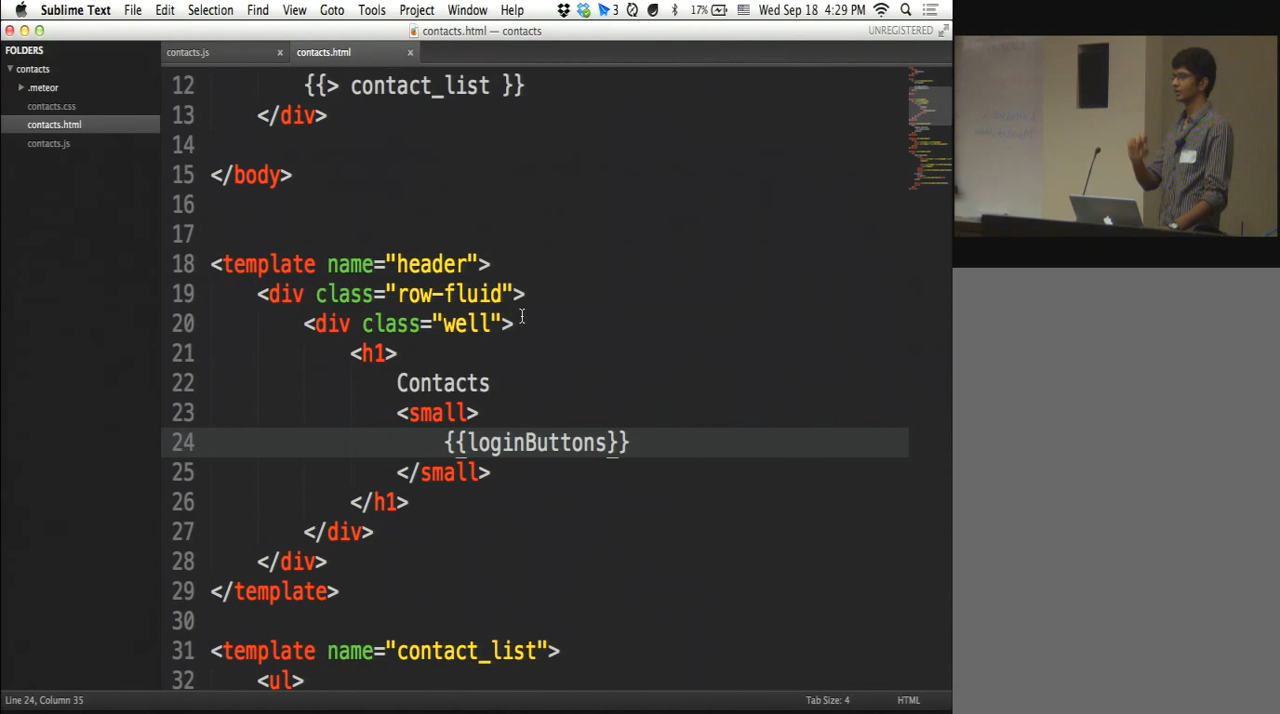 Sublime Text File Edit Selection Find View Goto Tools Project Window Help 3 17% Wed Sep 18 4:29 PM
contacts.html — contacts UNREGISTERED
FOLDERS
contacts
.meteor
contacts.css
contacts.html
contacts.js
contacts.js × contacts.html ×
12 {{> contact_list }}
13 </div>
14
15 </body>
16
17
18 <template name="header">
19 <div class="row-fluid">
20 <div class="well">
21 <h1>
22 Contacts
23 <small>
24 {{loginButtons}}
25 </small>
26 </h1>
27 </div>
28 </div>
29 </template>
30
31 <template name="contact_list">
32 <ul>
Line 24, Column 35 Tab Size: 4 HTML